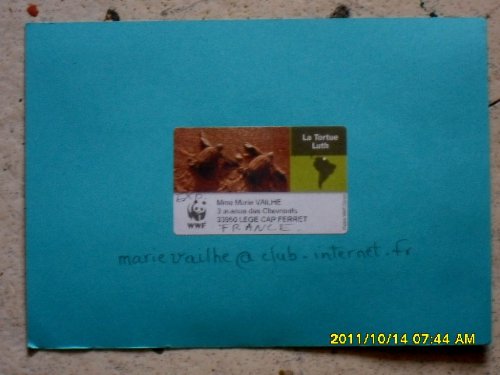 La Tortue
Luth
EXP.
Mme Marie VAILHE
3 avenue des Chevreuils
33950 LEGE CAP FERRET
FRANCE
WWF
marievailhe@club-internet.fr
2011/10/14 07:44 AM